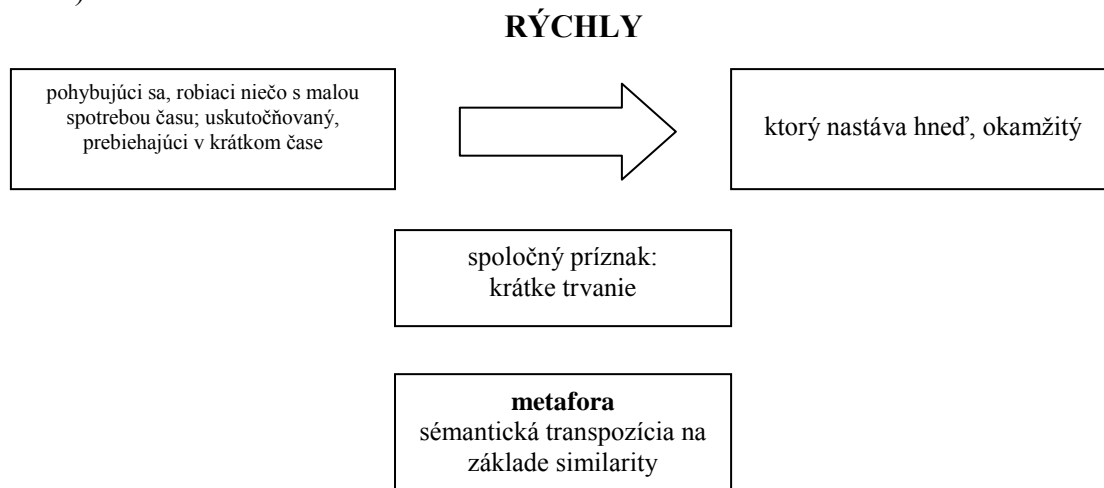 )
RÝCHLY
pohybujúci sa, robiaci niečo s malou
spotrebou času; uskutočňovaný,
prebiehajúci v krátkom čase
ktorý nastáva hneď, okamžitý
spoločný príznak:
krátke trvanie
metafora
sémantická transpozícia na
základe similarity